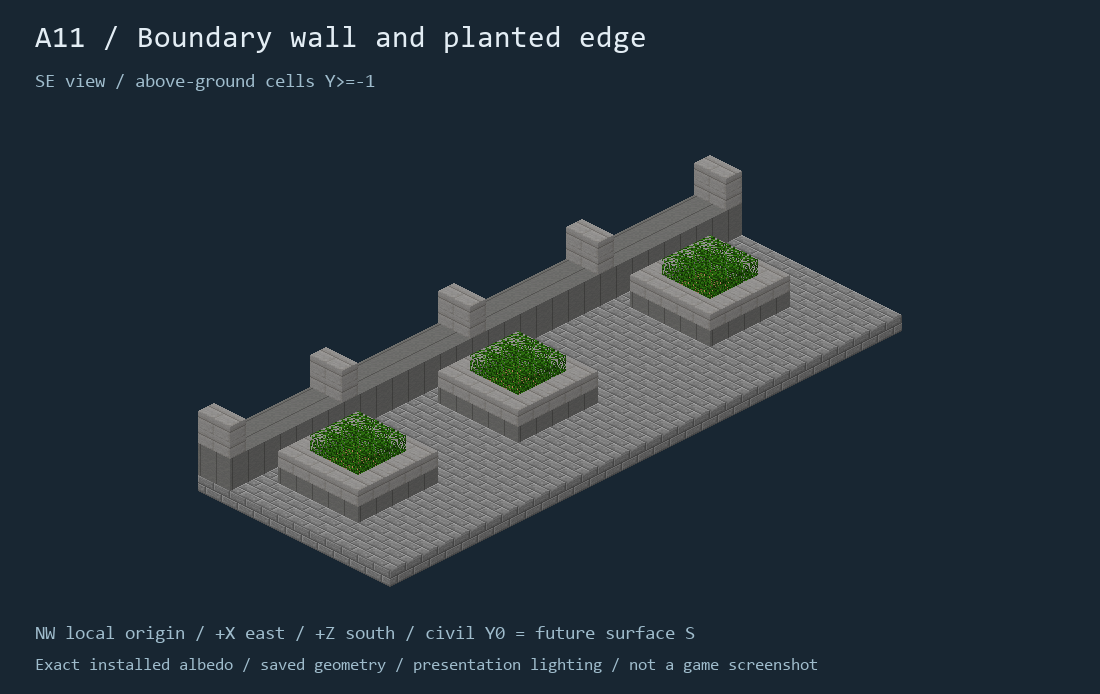 A11 / Boundary wall and planted edge
SE view / above-ground cells Y>=-1
NW local origin / +X east / +Z south / civil Y0 = future surface S
Exact installed albedo / saved geometry / presentation lighting / not a game screenshot